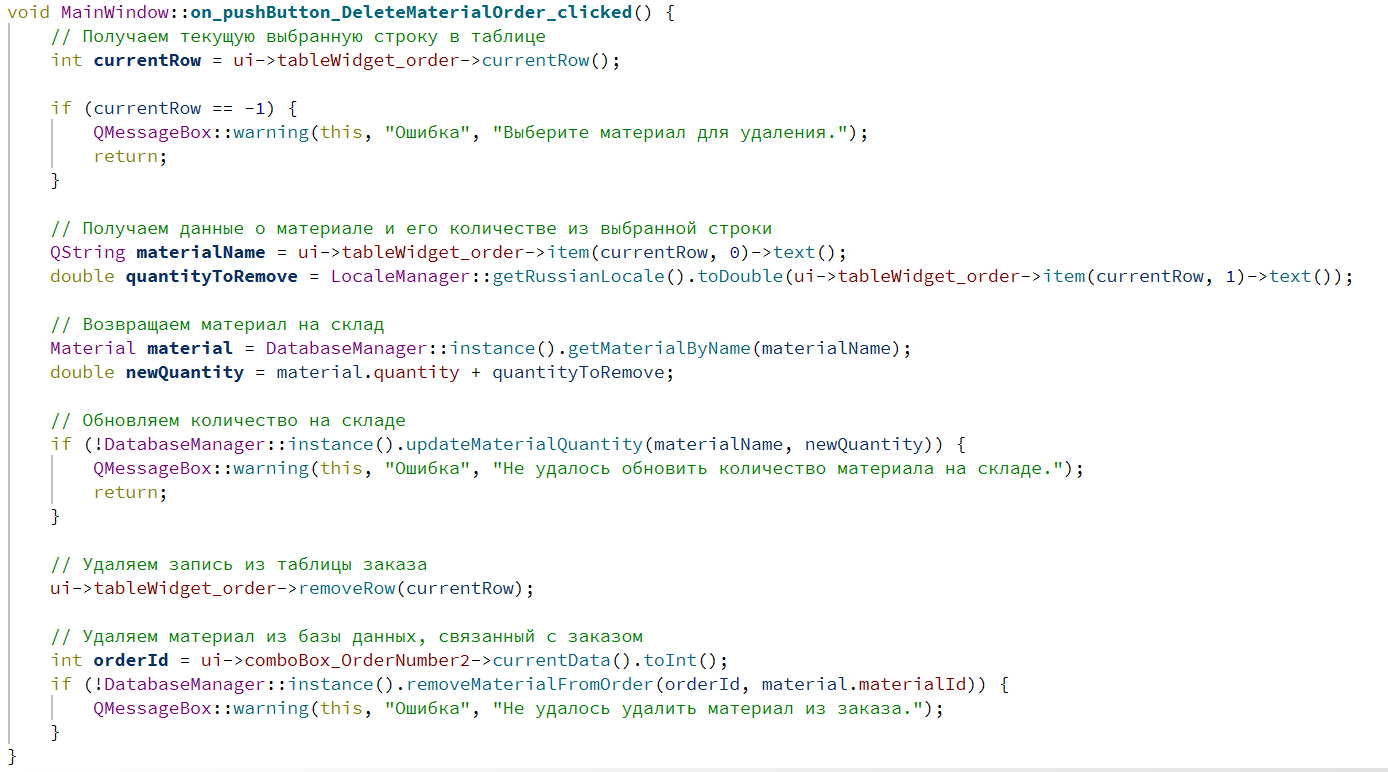 void MainWindow::on_pushButton_DeleteMaterialOrder_clicked() {
    // Получаем текущую выбранную строку в таблице
    int currentRow = ui->tableWidget_order->currentRow();

    if (currentRow == -1) {
        QMessageBox::warning(this, "Ошибка", "Выберите материал для удаления.");
        return;
    }

    // Получаем данные о материале и его количестве из выбранной строки
    QString materialName = ui->tableWidget_order->item(currentRow, 0)->text();
    double quantityToRemove = LocaleManager::getRussianLocale().toDouble(ui->tableWidget_order->item(currentRow, 1)->text());

    // Возвращаем материал на склад
    Material material = DatabaseManager::instance().getMaterialByName(materialName);
    double newQuantity = material.quantity + quantityToRemove;

    // Обновляем количество на складе
    if (!DatabaseManager::instance().updateMaterialQuantity(materialName, newQuantity)) {
        QMessageBox::warning(this, "Ошибка", "Не удалось обновить количество материала на складе.");
        return;
    }

    // Удаляем запись из таблицы заказа
    ui->tableWidget_order->removeRow(currentRow);

    // Удаляем материал из базы данных, связанный с заказом
    int orderId = ui->comboBox_OrderNumber2->currentData().toInt();
    if (!DatabaseManager::instance().removeMaterialFromOrder(orderId, material.materialId)) {
        QMessageBox::warning(this, "Ошибка", "Не удалось удалить материал из заказа.");
    }
}